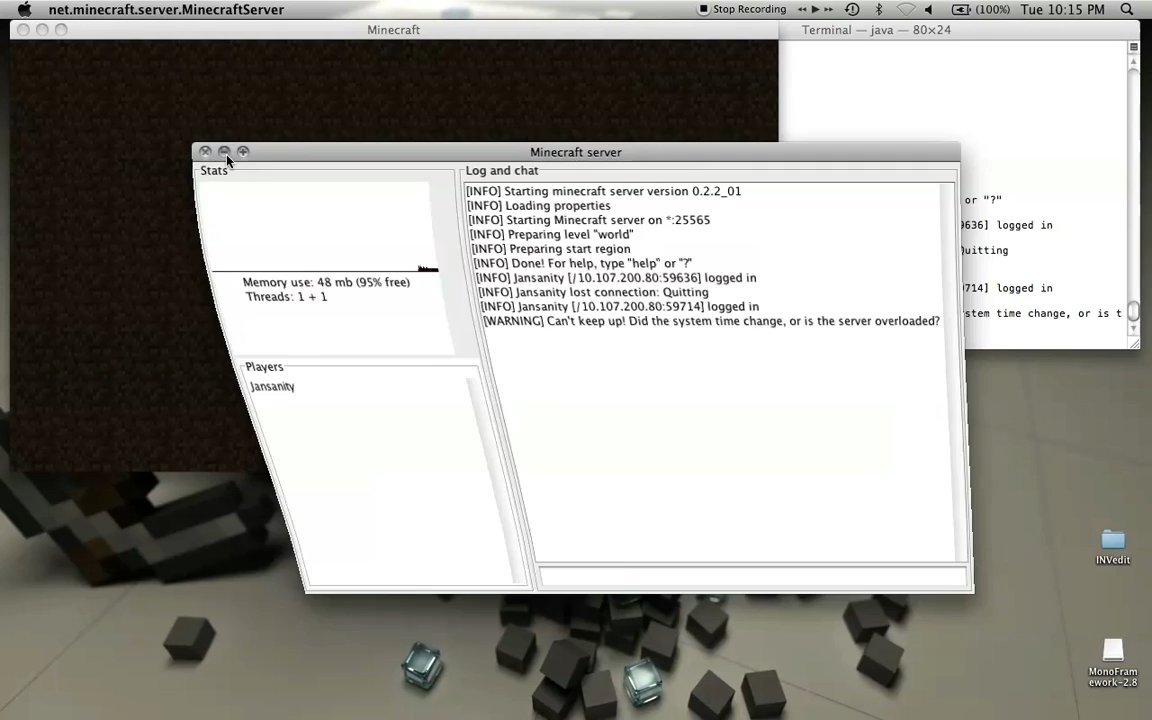 net.minecraft.server.MinecraftServer
Stop Recording
(100%)
Tue 10:15 PM
Minecraft
Terminal — java — 80×24
Minecraft server
Stats
Memory use: 48 mb (95% free)
Threads: 1 + 1
Players
Jansanity
Log and chat
[INFO] Starting minecraft server version 0.2.2_01
[INFO] Loading properties
[INFO] Starting Minecraft server on *:25565
[INFO] Preparing level "world"
[INFO] Preparing start region
[INFO] Done! For help, type "help" or "?"
[INFO] Jansanity [/10.107.200.80:59636] logged in
[INFO] Jansanity lost connection: Quitting
[INFO] Jansanity [/10.107.200.80:59714] logged in
[WARNING] Can't keep up! Did the system time change, or is the server overloaded?
or "?"
9636] logged in
Quitting
9714] logged in
stem time change, or is t
INVedit
MonoFram
ework-2.8